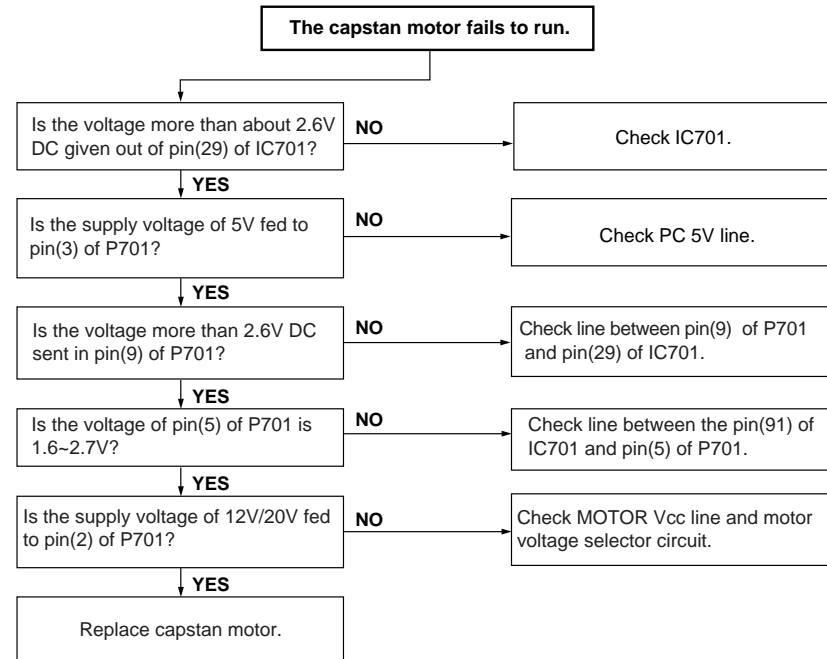 The capstan motor fails to run.
Is the voltage more than about 2.6V
DC given out of pin(29) of IC701?
NO
Check IC701.
YES
Is the supply voltage of 5V fed to
pin(3) of P701?
NO
Check PC 5V line.
YES
Is the voltage more than 2.6V DC
sent in pin(9) of P701?
NO
Check line between pin(9) of P701
and pin(29) of IC701.
YES
Is the voltage of pin(5) of P701 is
1.6~2.7V?
NO
Check line between the pin(91) of
IC701 and pin(5) of P701.
YES
Is the supply voltage of 12V/20V fed
to pin(2) of P701?
NO
Check MOTOR Vcc line and motor
voltage selector circuit.
YES
Replace capstan motor.